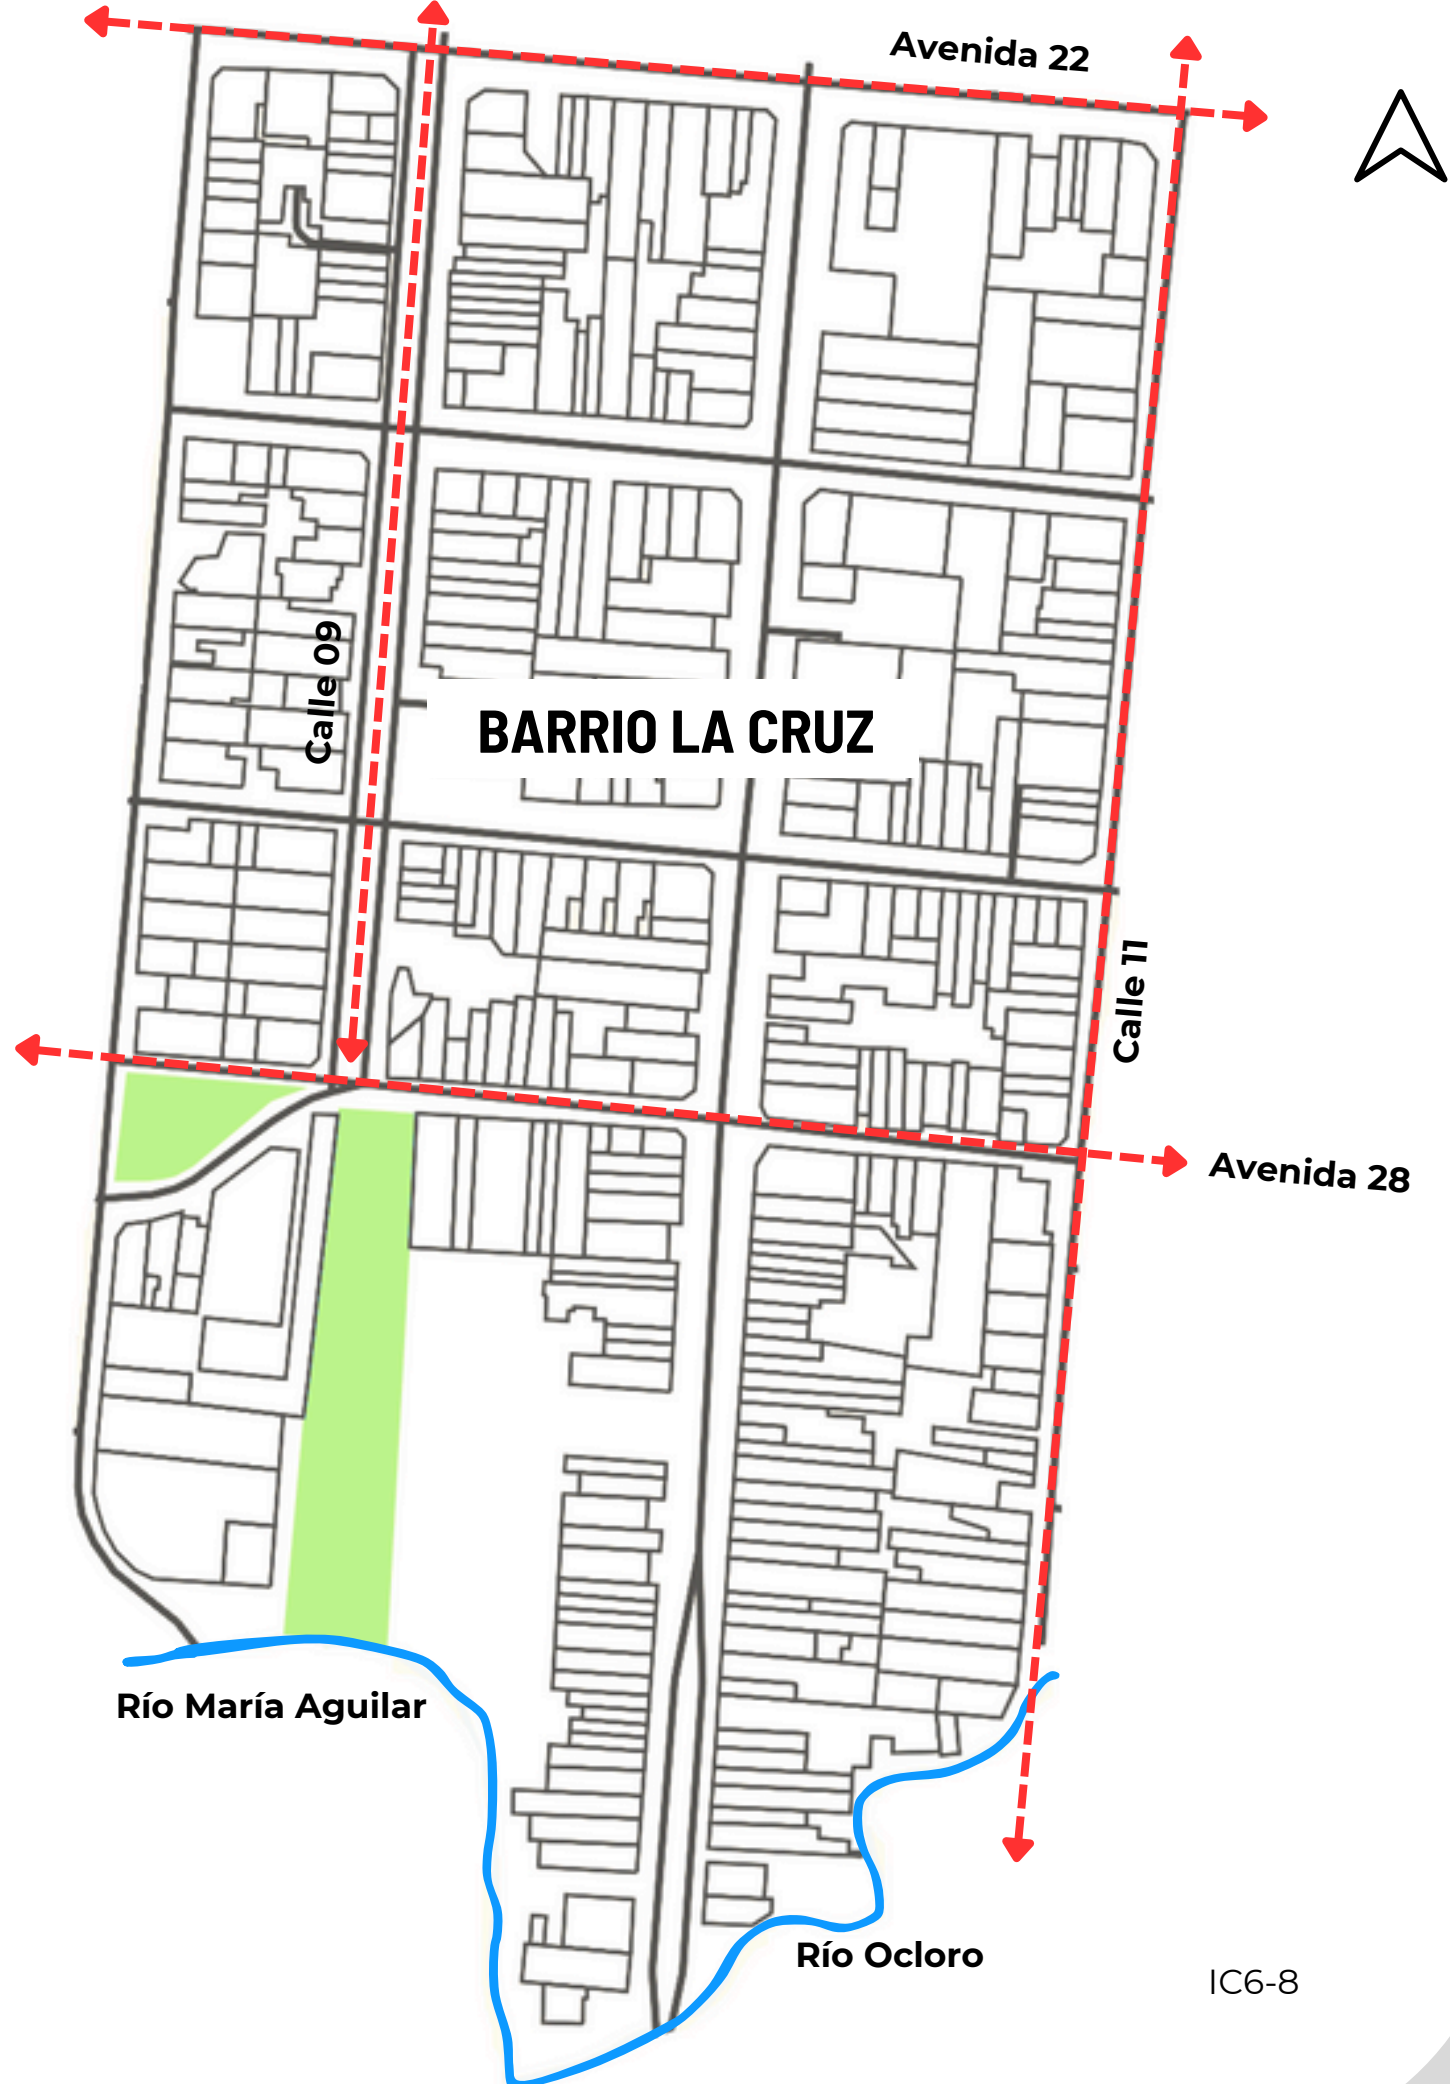 Avenida 22
Calle 09
BARRIO LA CRUZ
Calle 11
Avenida 28
Río María Aguilar
Río Ocloro
IC6-8